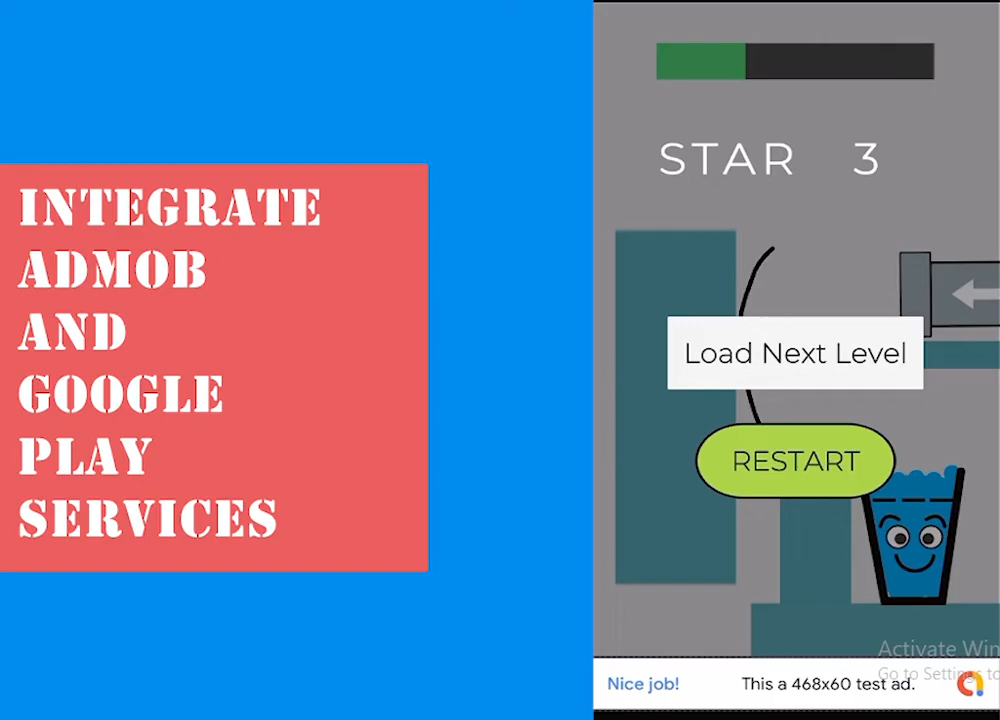 INTEGRATE
ADMOB
AND
GOOGLE
PLAY
SERVICES
STAR 3
Load Next Level
RESTART
Activate Win
Go to Settings to
Nice job! This a 468x60 test ad.